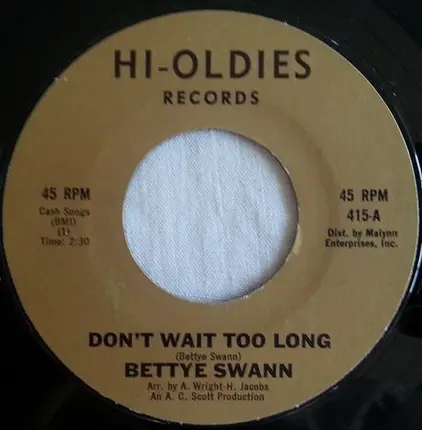 HI-OLDIES
RECORDS
45 RPM
Cash Songs
(BMI)
(1)
Time: 2:30
45 RPM
415-A
Dist. by Malynn
Enterprises, Inc.
DON'T WAIT TOO LONG
(Bettye Swann)
BETTYE SWANN
Arr. by A. Wright-H. Jacobs
An A. C. Scott Production